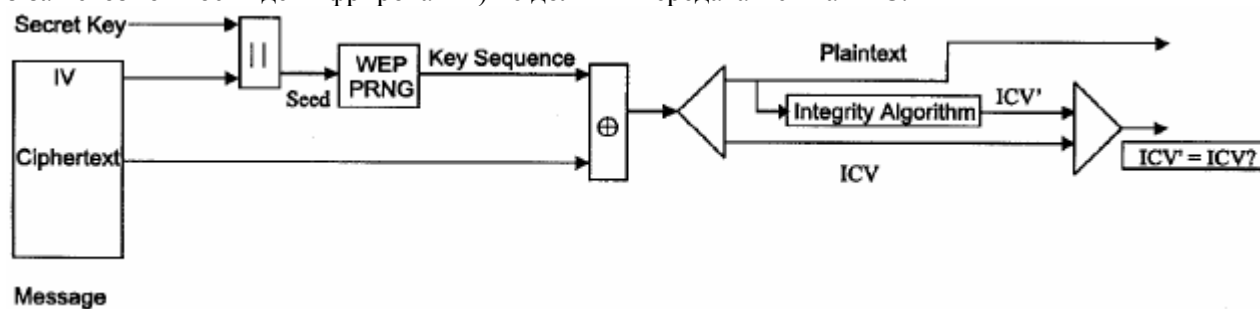 Secret Key
IV
Ciphertext
Message
||
Seed
WEP
PRNG
Key Sequence
⊕
Plaintext
Integrity Algorithm
ICV'
ICV
ICV' = ICV?